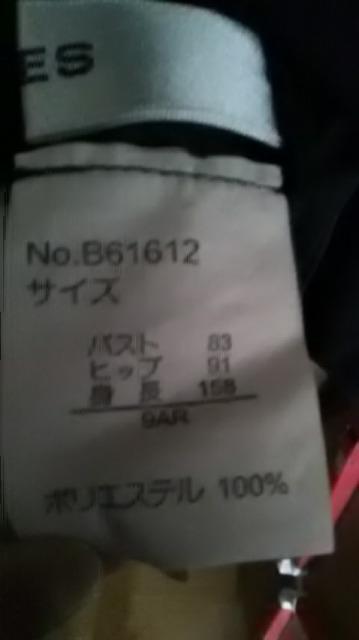 ES
No.B61612
サイズ
バスト 83
ヒップ 91
身長 158
9AR
ポリエステル 100%